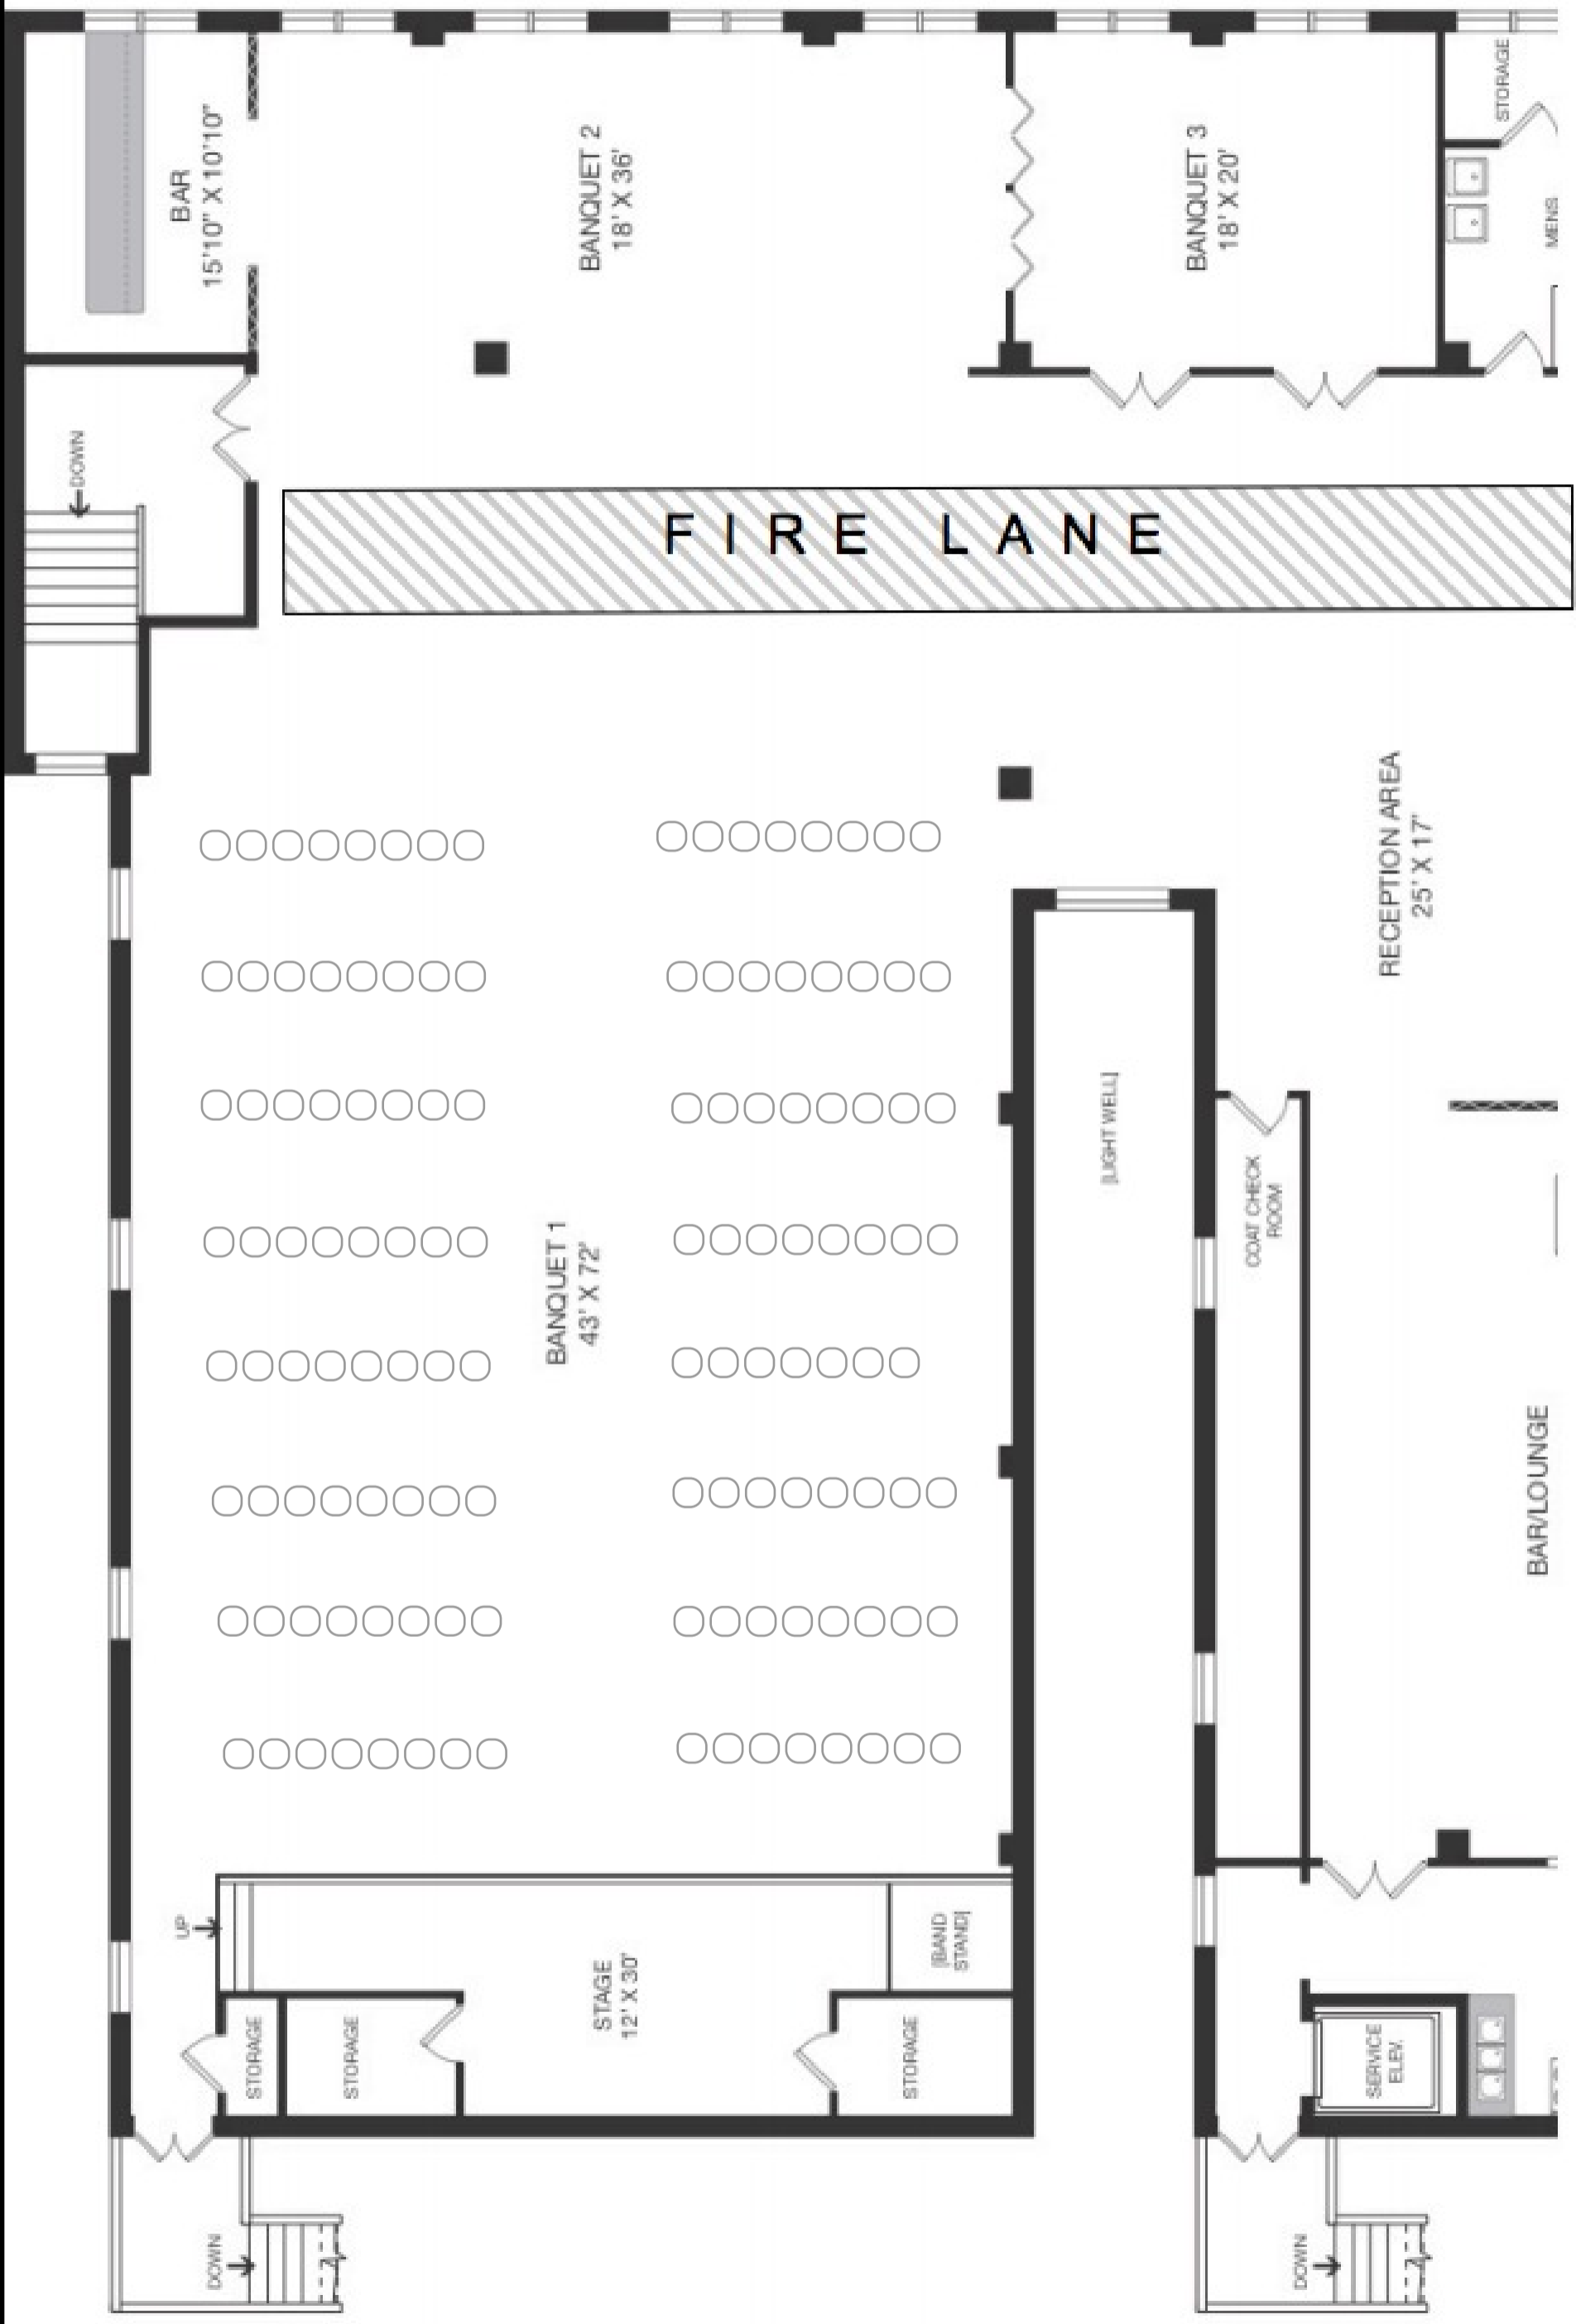 STORAGE
BAR
15'10" X 10'10"
BANQUET 2
18' X 36'
BANQUET 3
18' X 20'
MENS
DOWN
FIRE LANE
RECEPTION AREA
25' X 17'
[LIGHT WELL]
COAT CHECK
ROOM
BANQUET 1
43' X 72'
BAR/LOUNGE
UP
[BAND
STAND]
STAGE
12' X 30'
STORAGE
STORAGE
STORAGE
SERVICE
ELEV.
DOWN
DOWN